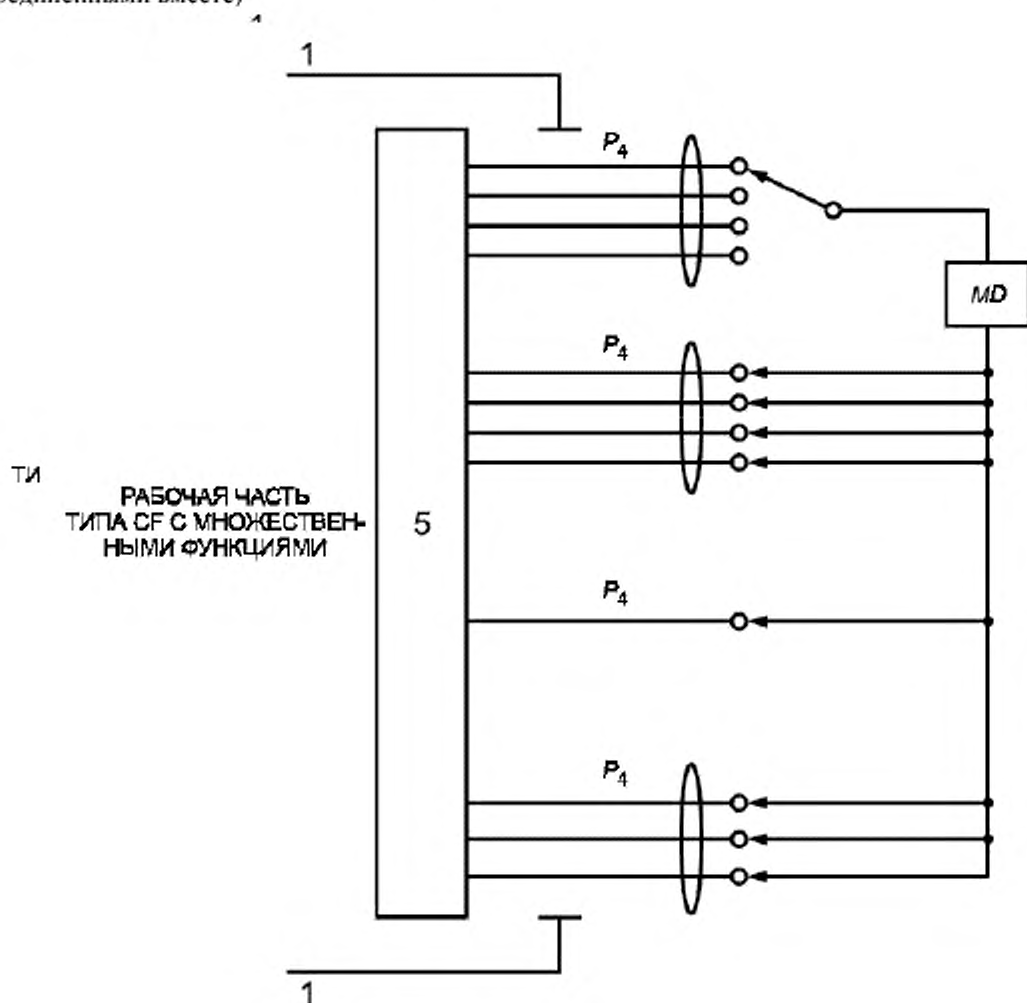 1
P4
MD
P4
ТИ
РАБОЧАЯ ЧАСТЬ
ТИПА CF С МНОЖЕСТВЕН-
НЫМИ ФУНКЦИЯМИ
5
P4
P4
1